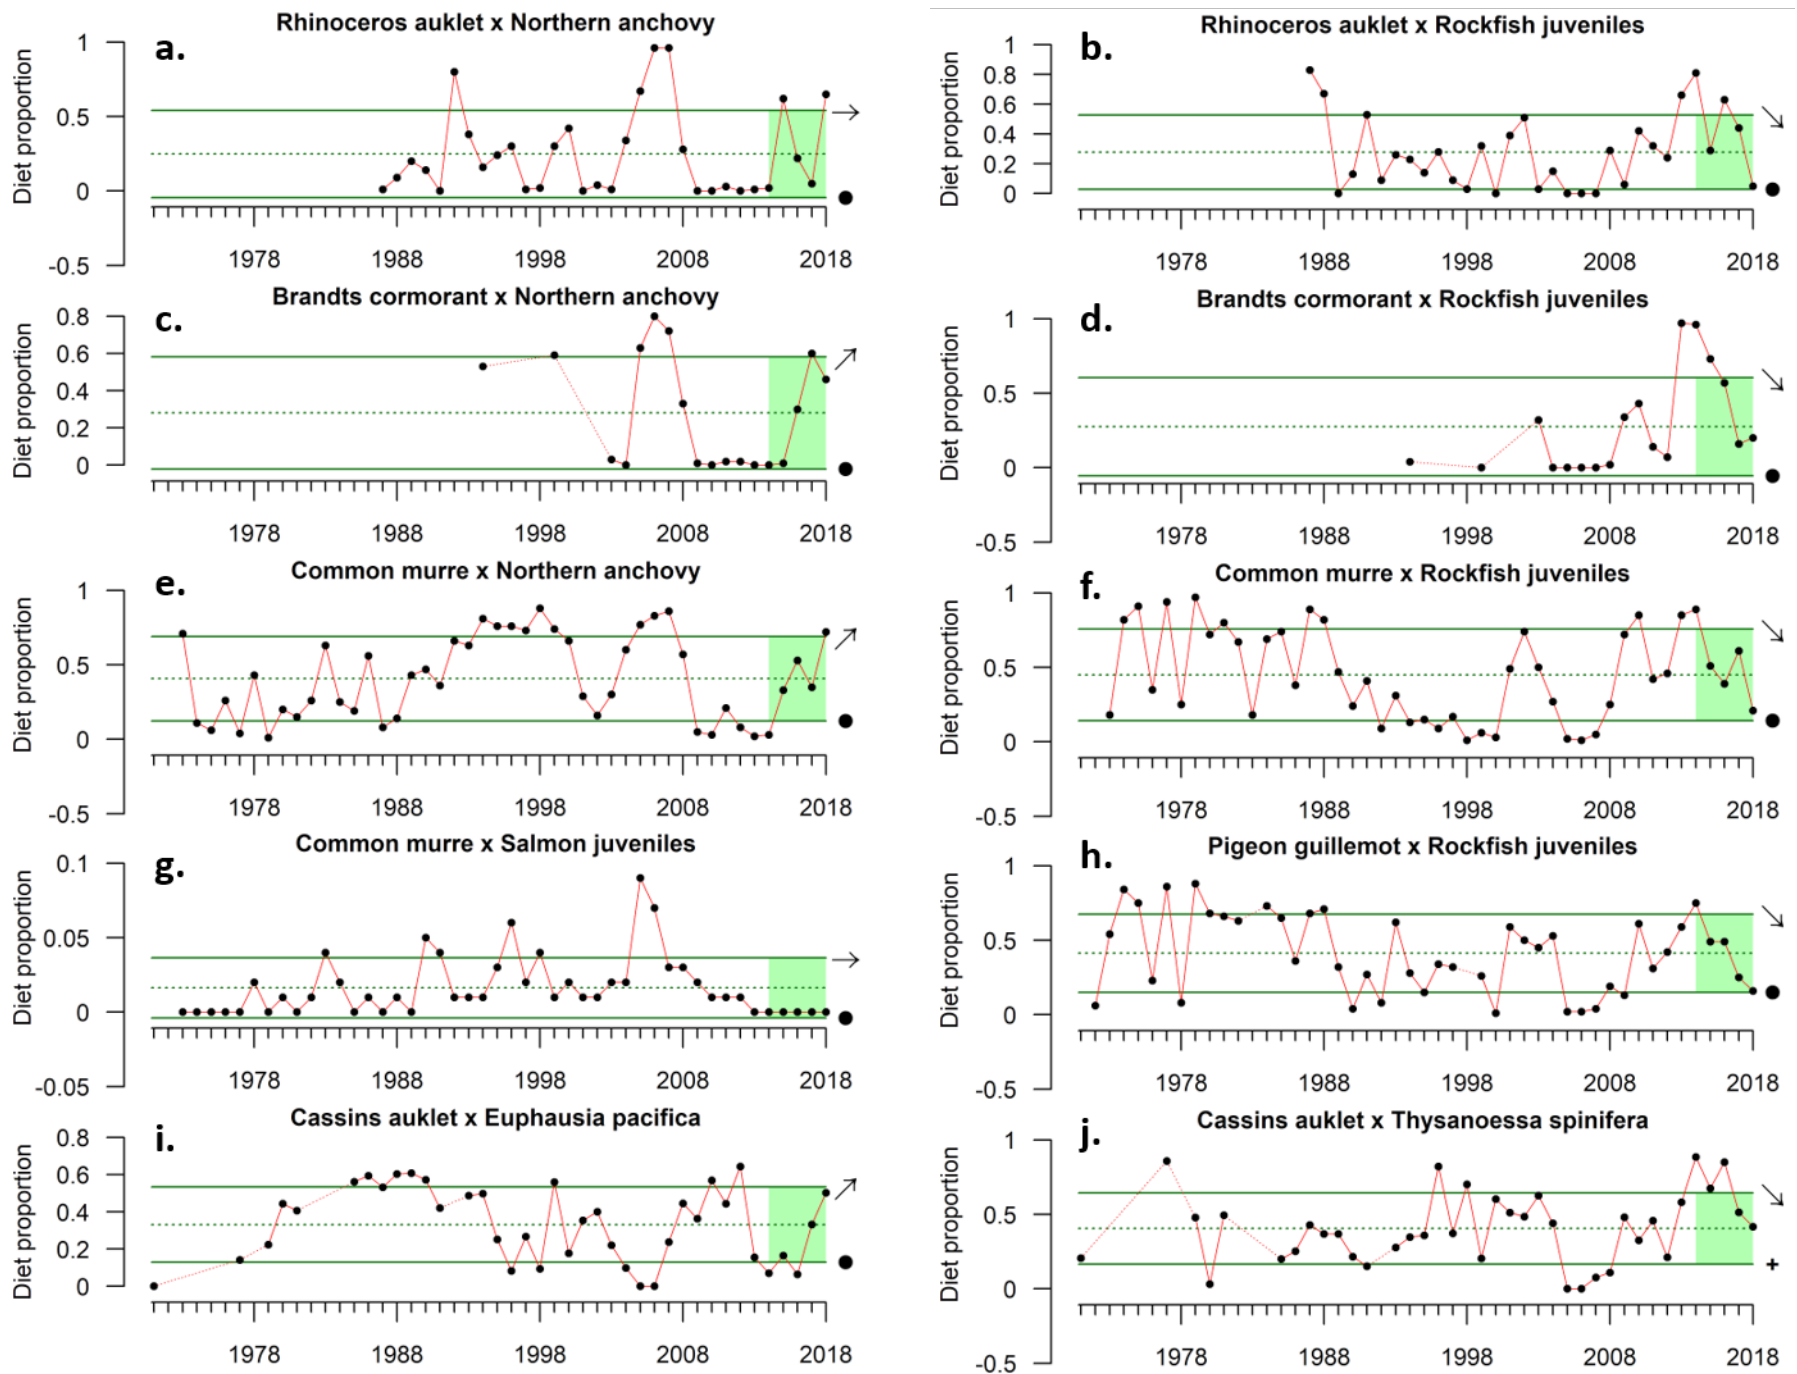 Rhinoceros auklet x Northern anchovy
a.
Diet proportion
1
0.5
0
-0.5
1978 1988 1998 2008 2018
Rhinoceros auklet x Rockfish juveniles
b.
Diet proportion
1
0.8
0.6
0.4
0.2
0
1978 1988 1998 2008 2018
Brandts cormorant x Northern anchovy
c.
Diet proportion
0.8
0.6
0.4
0.2
0
1978 1988 1998 2008 2018
Brandts cormorant x Rockfish juveniles
d.
Diet proportion
1
0.5
0
-0.5
1978 1988 1998 2008 2018
Common murre x Northern anchovy
e.
Diet proportion
1
0.5
0
-0.5
1978 1988 1998 2008 2018
Common murre x Rockfish juveniles
f.
Diet proportion
1
0.5
0
-0.5
1978 1988 1998 2008 2018
Common murre x Salmon juveniles
g.
Diet proportion
0.1
0.05
0
-0.05
1978 1988 1998 2008 2018
Pigeon guillemot x Rockfish juveniles
h.
Diet proportion
1
0.5
0
-0.5
1978 1988 1998 2008 2018
Cassins auklet x Euphausia pacifica
i.
Diet proportion
0.8
0.6
0.4
0.2
0
1978 1988 1998 2008 2018
Cassins auklet x Thysanoessa spinifera
j.
Diet proportion
1
0.5
0
-0.5
1978 1988 1998 2008 2018